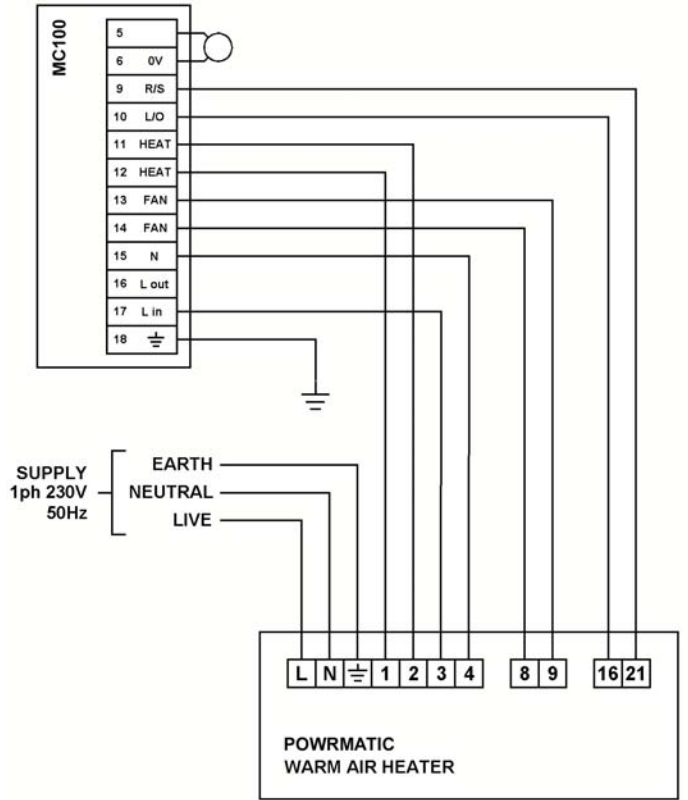 MC100
5
6 0V
9 R/S
10 L/O
11 HEAT
12 HEAT
13 FAN
14 FAN
15 N
16 L out
17 L in
18
SUPPLY
1ph 230V
50Hz
EARTH
NEUTRAL
LIVE
L N 1 2 3 4 8 9 16 21
POWRMATIC
WARM AIR HEATER